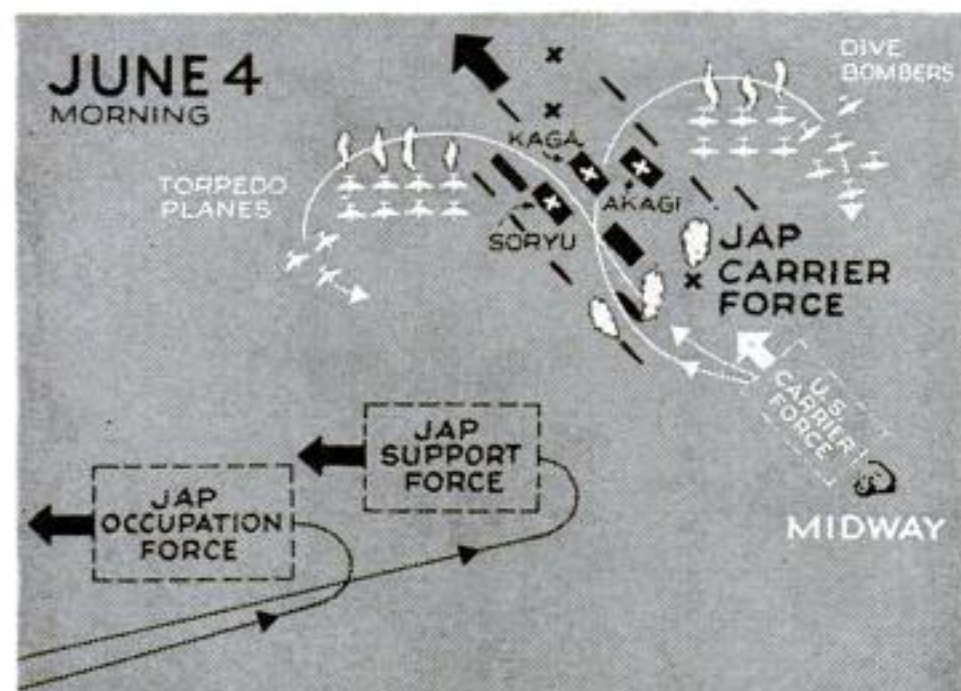 JUNE 4
MORNING
DIVE
BOMBERS
KAGA
TORPEDO
PLANES
AKAGI
SORYU
JAP
CARRIER
FORCE
U.S.
CARRIER
FORCE
JAP
SUPPORT
FORCE
JAP
OCCUPATION
FORCE
MIDWAY